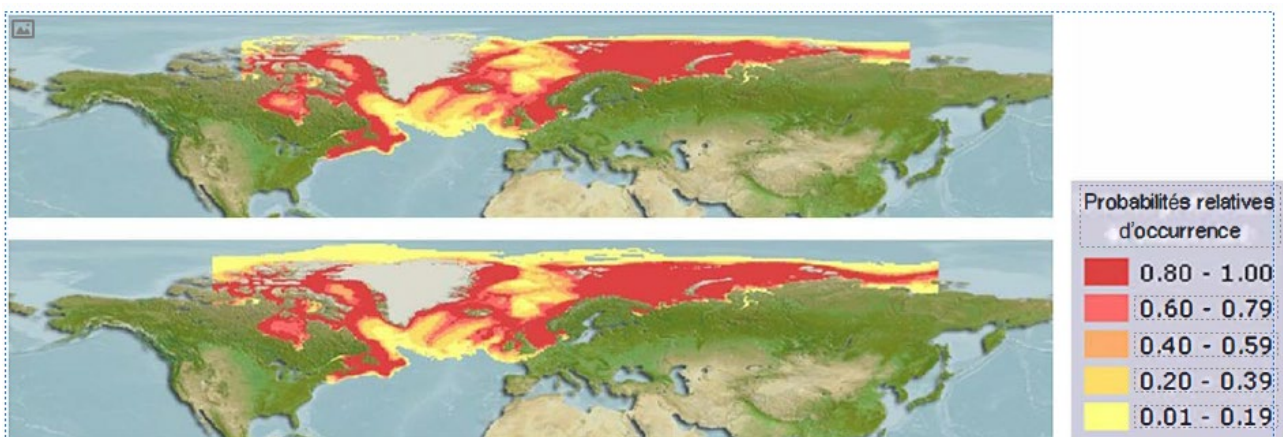 Probabilités relatives
d'occurrence
0.80 - 1.00
0.60 - 0.79
0.40 - 0.59
0.20 - 0.39
0.01 - 0.19